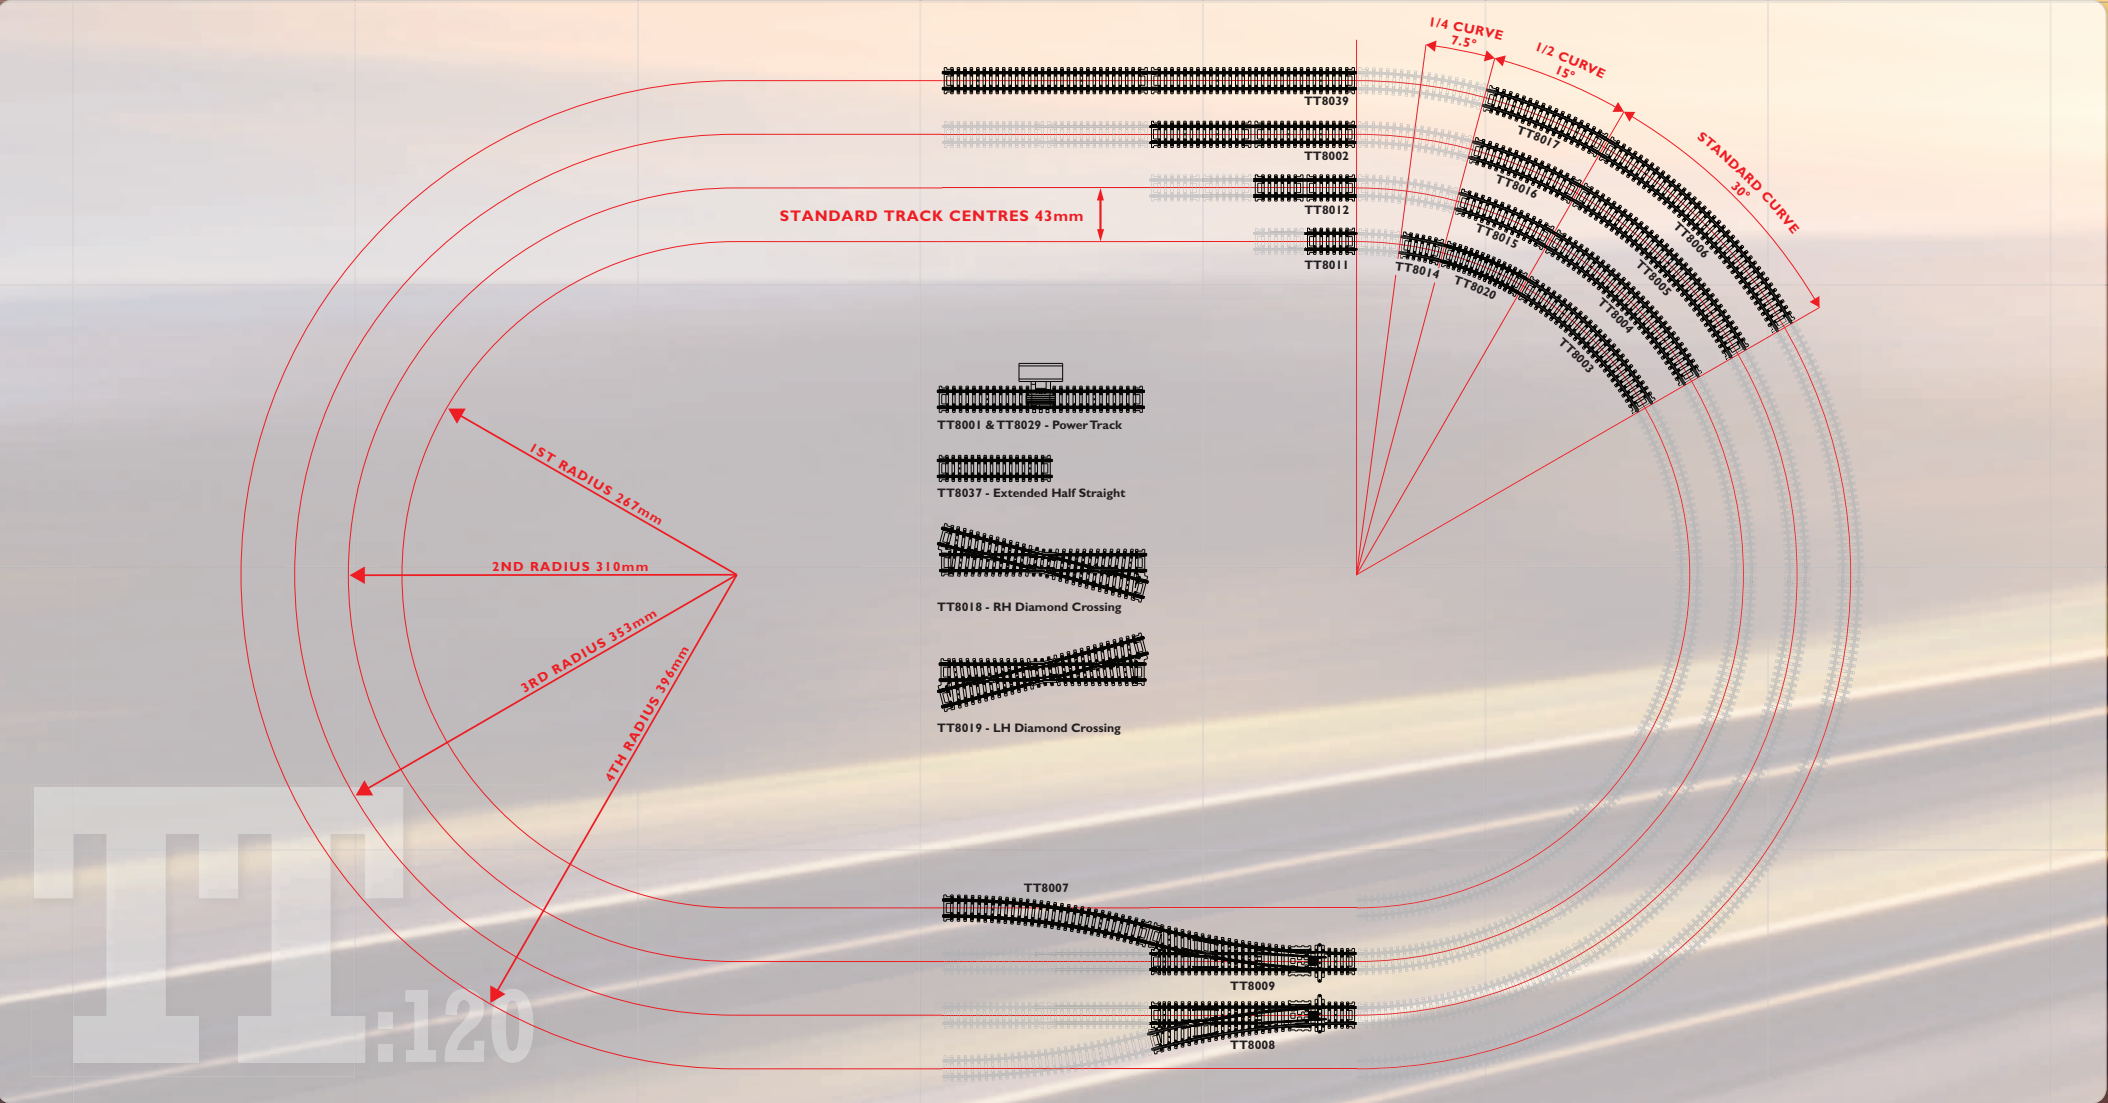 1/4 CURVE
7.5°
1/2 CURVE
15°
STANDARD CURVE
30°
TT8039
TT8017
TT8002
TT8016
TT8006
TT8012
TT8015
TT8005
STANDARD TRACK CENTRES 43mm
TT8011
TT8014
TT8020
TT8004
TT8003
TT8001 & TT8029 - Power Track
TT8037 - Extended Half Straight
TT8018 - RH Diamond Crossing
TT8019 - LH Diamond Crossing
1ST RADIUS 267mm
2ND RADIUS 310mm
3RD RADIUS 353mm
4TH RADIUS 396mm
TT8007
TT8009
TT8008
TT:120